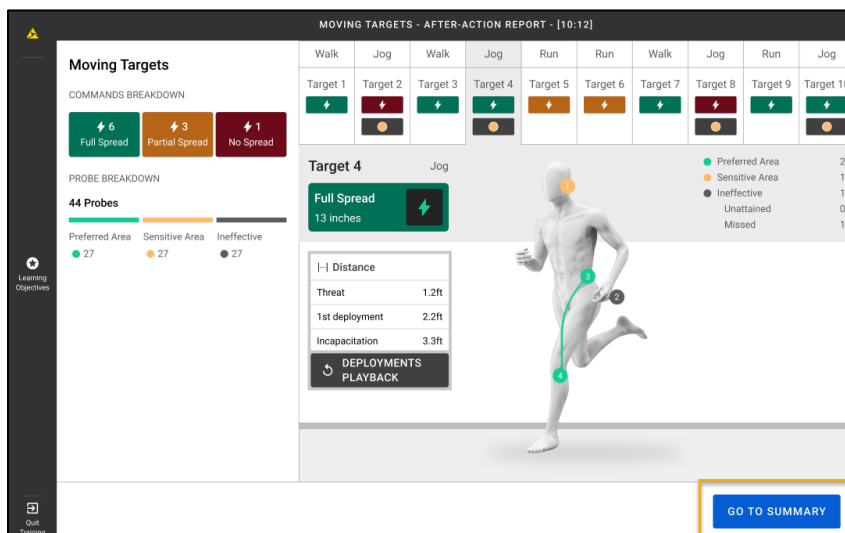 MOVING TARGETS - AFTER-ACTION REPORT - [10:12]
Learning
Objectives
Quit
Training
Moving Targets
COMMANDS BREAKDOWN
6
Full Spread
3
Partial Spread
1
No Spread
PROBE BREAKDOWN
44 Probes
Preferred Area
27
Sensitive Area
27
Ineffective
27
Walk Jog Walk Jog Run Run Walk Jog Run Jog
Target 1 Target 2 Target 3 Target 4 Target 5 Target 6 Target 7 Target 8 Target 9 Target 10
Target 4 Jog
Full Spread
13 inches
Distance
Threat 1.2ft
1st deployment 2.2ft
Incapacitation 3.3ft
DEPLOYMENTS
PLAYBACK
1
3
2
4
Preferred Area 2
Sensitive Area 1
Ineffective 1
Unattained 0
Missed 1
GO TO SUMMARY